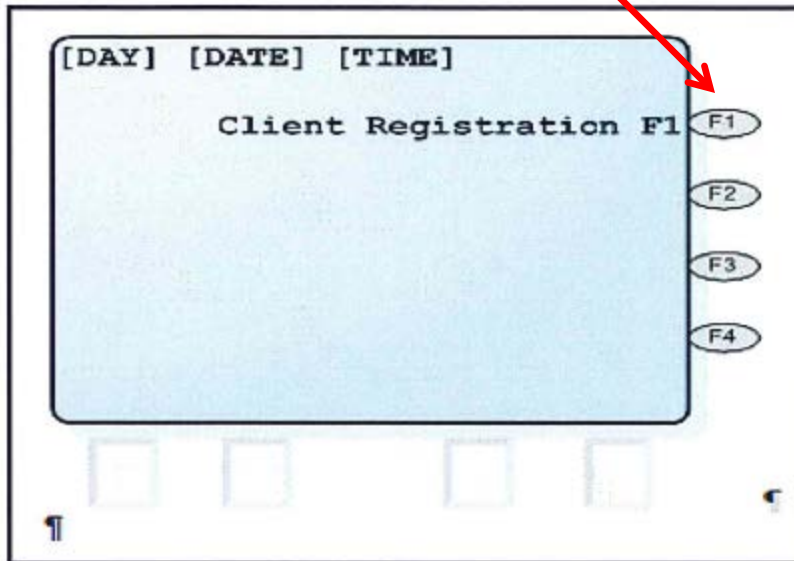 [DAY] [DATE] [TIME]
Client Registration F1
F1
F2
F3
F4
¶
¶